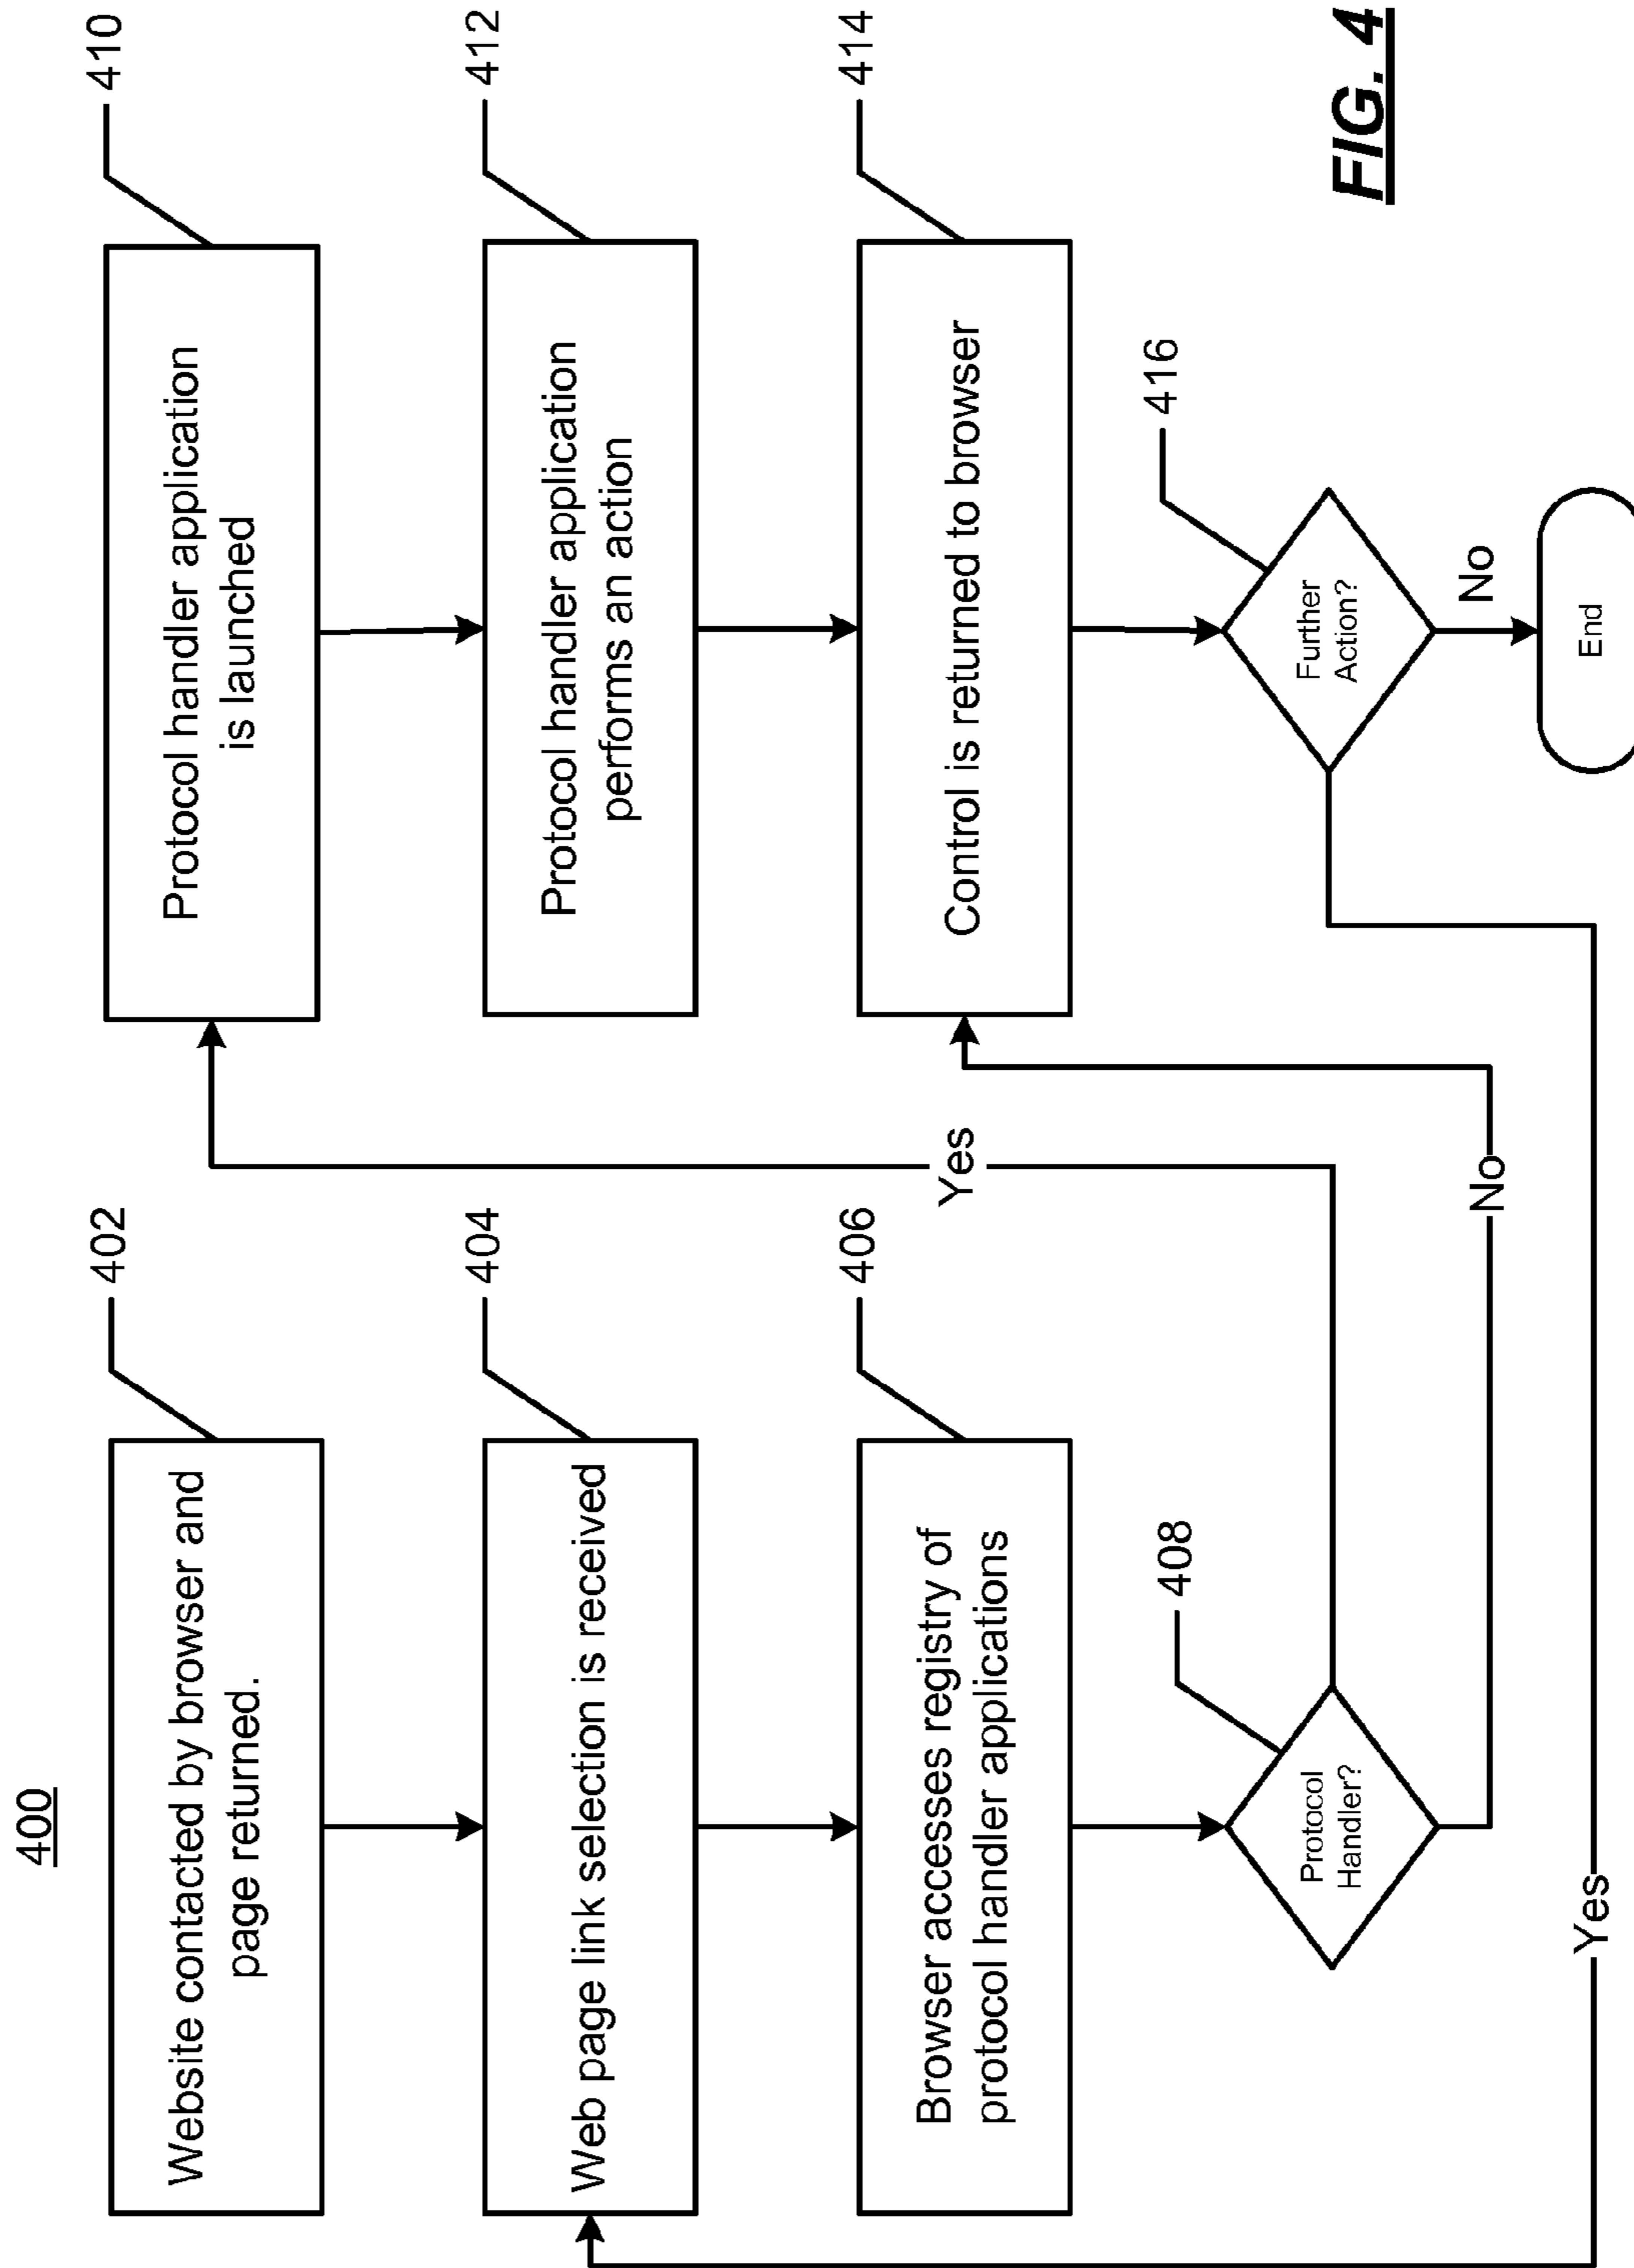 400
Website contacted by browser and
page returned.
402
Web page link selection is received
404
Browser accesses registry of
protocol handler applications
406
Protocol
Handler?
408
Yes
No
Protocol handler application
is launched
410
Protocol handler application
performs an action
412
Control is returned to browser
414
Further
Action?
416
Yes
No
End
FIG. 4